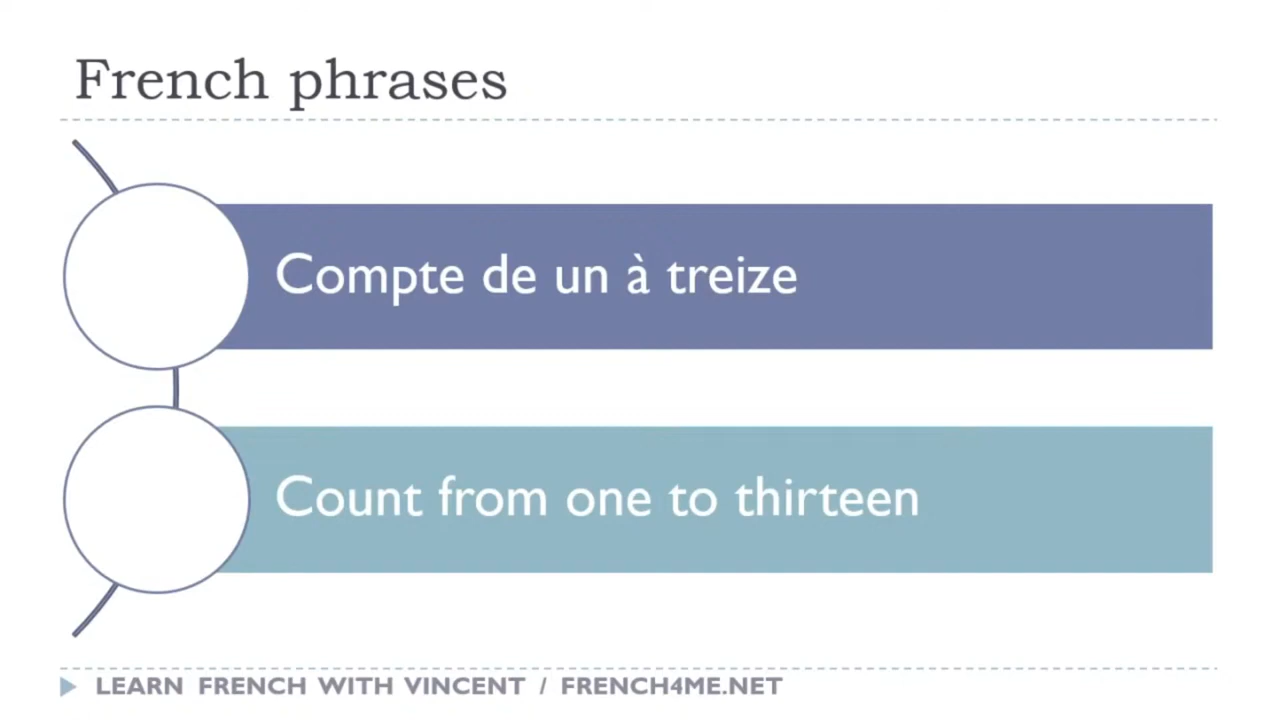 French phrases
Compte de un à treize
Count from one to thirteen
LEARN FRENCH WITH VINCENT / FRENCH4ME.NET